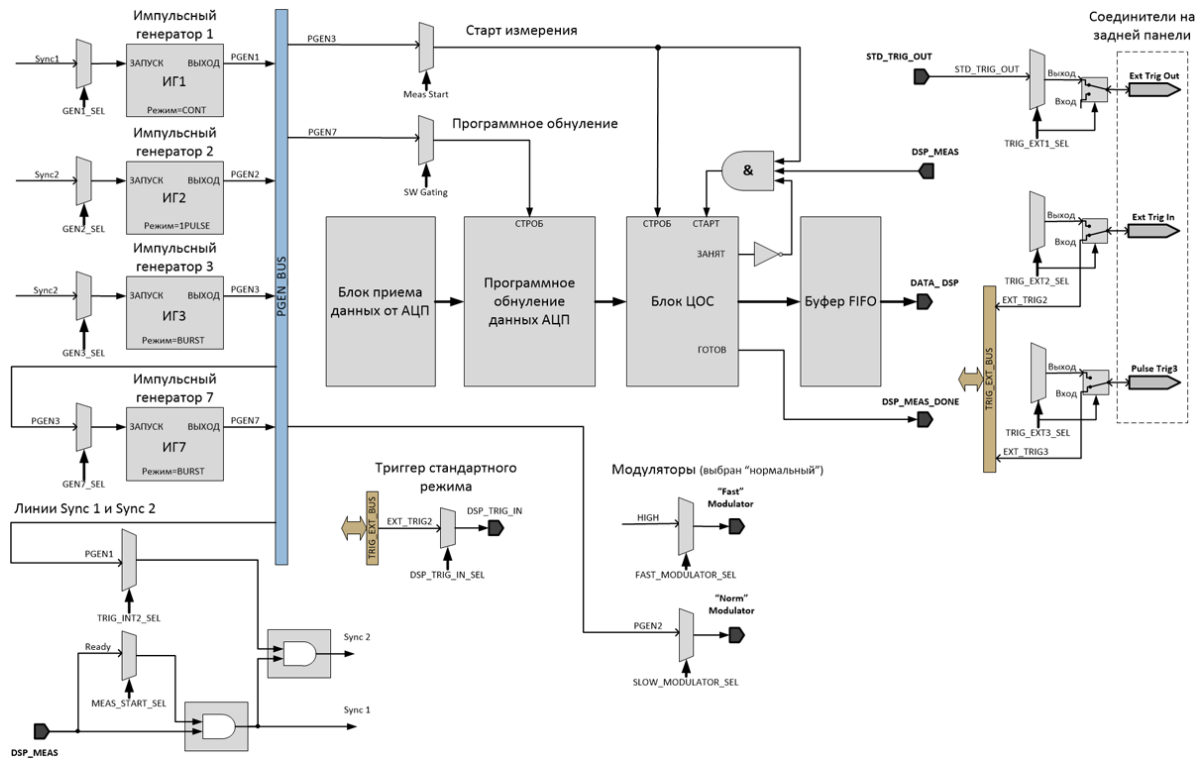 Импульсный
генератор 1
Sync1
GEN1_SEL
ЗАПУСК
ВЫХОД
ИГ1
Режим=CONT
PGEN1
Импульсный
генератор 2
Sync2
GEN2_SEL
ЗАПУСК
ВЫХОД
ИГ2
Режим=1PULSE
PGEN2
Импульсный
генератор 3
Sync2
GEN3_SEL
ЗАПУСК
ВЫХОД
ИГ3
Режим=BURST
PGEN3
Импульсный
генератор 7
PGEN3
GEN7_SEL
ЗАПУСК
ВЫХОД
ИГ7
Режим=BURST
PGEN7
PGEN_BUS
PGEN3
Meas Start
Старт измерения
PGEN7
SW Gating
Программное обнуление
Блок приема
данных от АЦП
СТРОБ
Программное
обнуление
данных АЦП
СТРОБ
СТАРТ
ЗАНЯТ
Блок ЦОС
ГОТОВ
&
Буфер FIFO
DSP_MEAS
DATA_DSP
DSP_MEAS_DONE
Соединители на
задней панели
STD_TRIG_OUT
STD_TRIG_OUT
Выход
Вход
TRIG_EXT1_SEL
Ext Trig Out
Выход
Вход
TRIG_EXT2_SEL
Ext Trig In
EXT_TRIG2
TRIG_EXT_BUS
Выход
Вход
TRIG_EXT3_SEL
Pulse Trig3
EXT_TRIG3
Линии Sync 1 и Sync 2
PGEN1
TRIG_INT2_SEL
Ready
MEAS_START_SEL
DSP_MEAS
Sync 2
Sync 1
Триггер стандартного
режима
TRIG_EXT_BUS
EXT_TRIG2
DSP_TRIG_IN
DSP_TRIG_IN_SEL
Модуляторы (выбран “нормальный”)
HIGH
“Fast”
Modulator
FAST_MODULATOR_SEL
PGEN2
“Norm”
Modulator
SLOW_MODULATOR_SEL